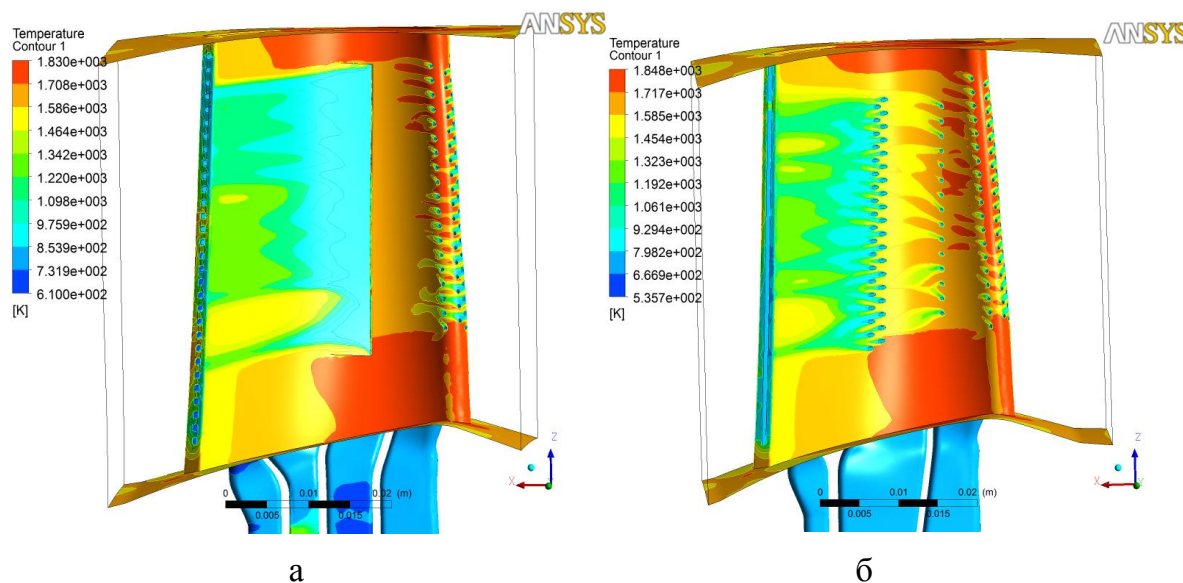 ANSYS
Temperature
Contour 1
1.830e+003
1.708e+003
1.586e+003
1.464e+003
1.342e+003
1.220e+003
1.098e+003
9.759e+002
8.539e+002
7.319e+002
6.100e+002
[K]
Z
X
0 0.01 0.02 (m)
0.005 0.015
а
ANSYS
Temperature
Contour 1
1.848e+003
1.717e+003
1.585e+003
1.454e+003
1.323e+003
1.192e+003
1.061e+003
9.294e+002
7.982e+002
6.669e+002
5.357e+002
[K]
Z
X
0 0.01 0.02 (m)
0.005 0.015
б